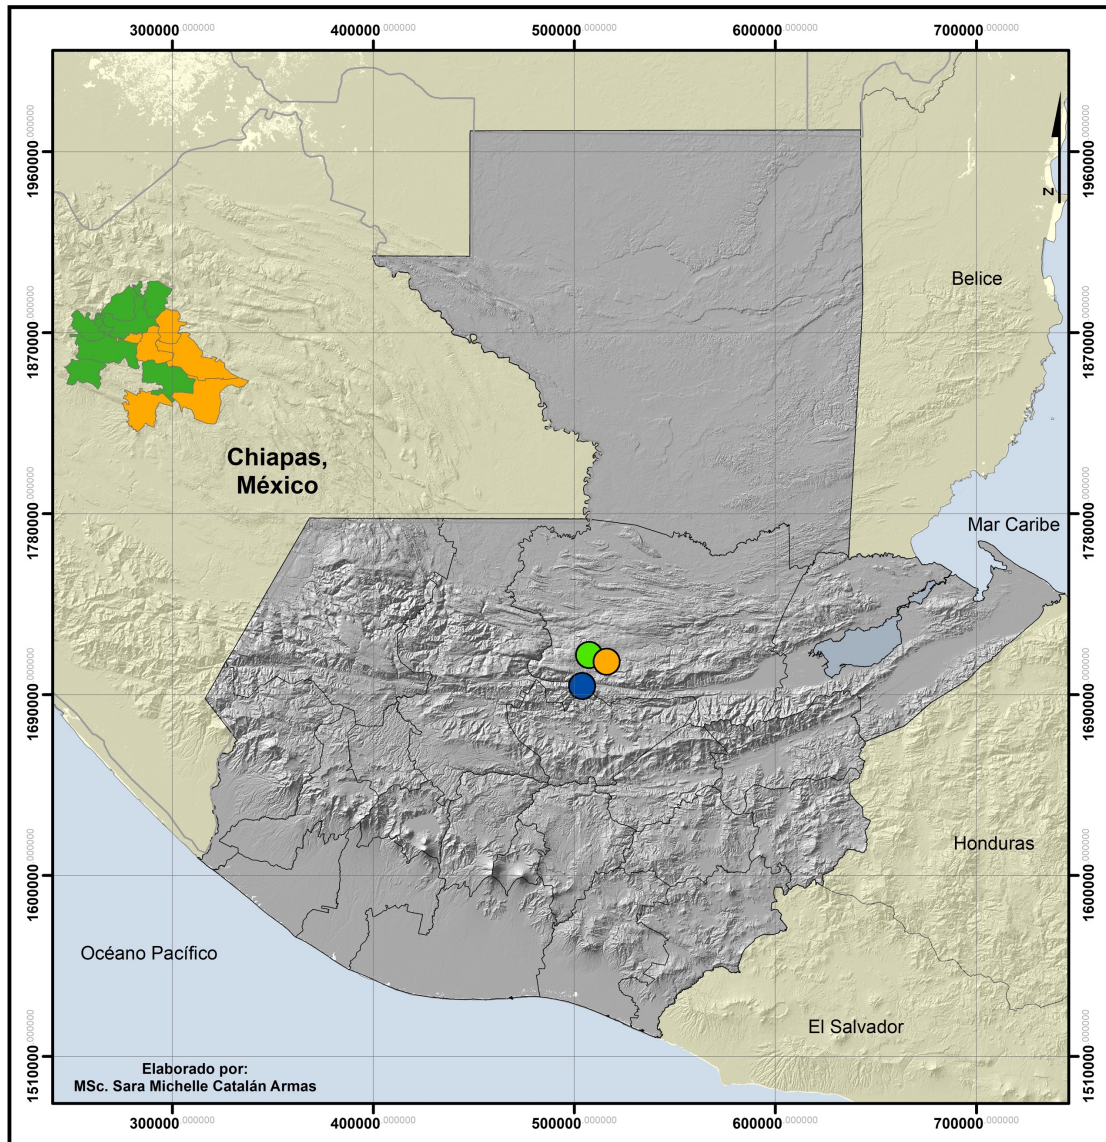 300000.000000 400000.000000 500000.000000 600000.000000 700000.000000
1960000.000000
1960000.000000
N
Belice
1870000.000000
1870000.000000
Chiapas,
México
1780000.000000
1780000.000000
Mar Caribe
1690000.000000
1690000.000000
Honduras
1600000.000000
1600000.000000
Océano Pacífico
El Salvador
Elaborado por:
MSc. Sara Michelle Catalán Armas
1510000.000000
1510000.000000
300000.000000 400000.000000 500000.000000 600000.000000 700000.000000